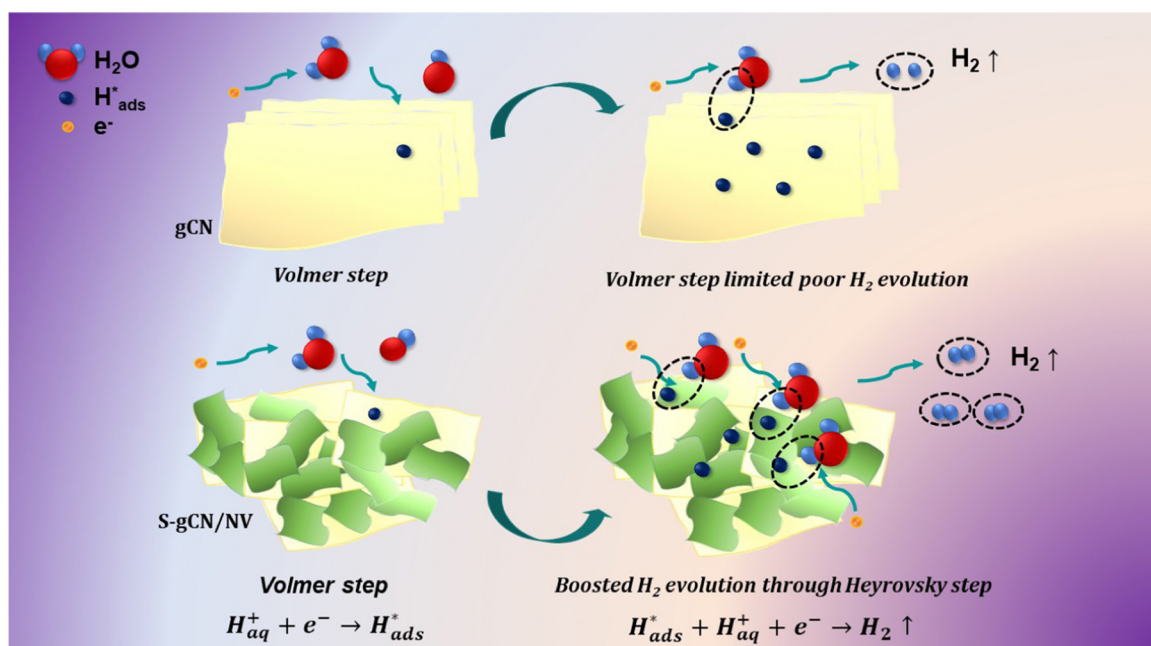 H₂O
H*ads
e-
H₂ ↑
gCN
Volmer step
Volmer step limited poor H₂ evolution
H₂ ↑
S-gCN/NV
Volmer step
Boosted H₂ evolution through Heyrovsky step
H⁺aq + e⁻ → H*ads
H*ads + H⁺aq + e⁻ → H₂ ↑